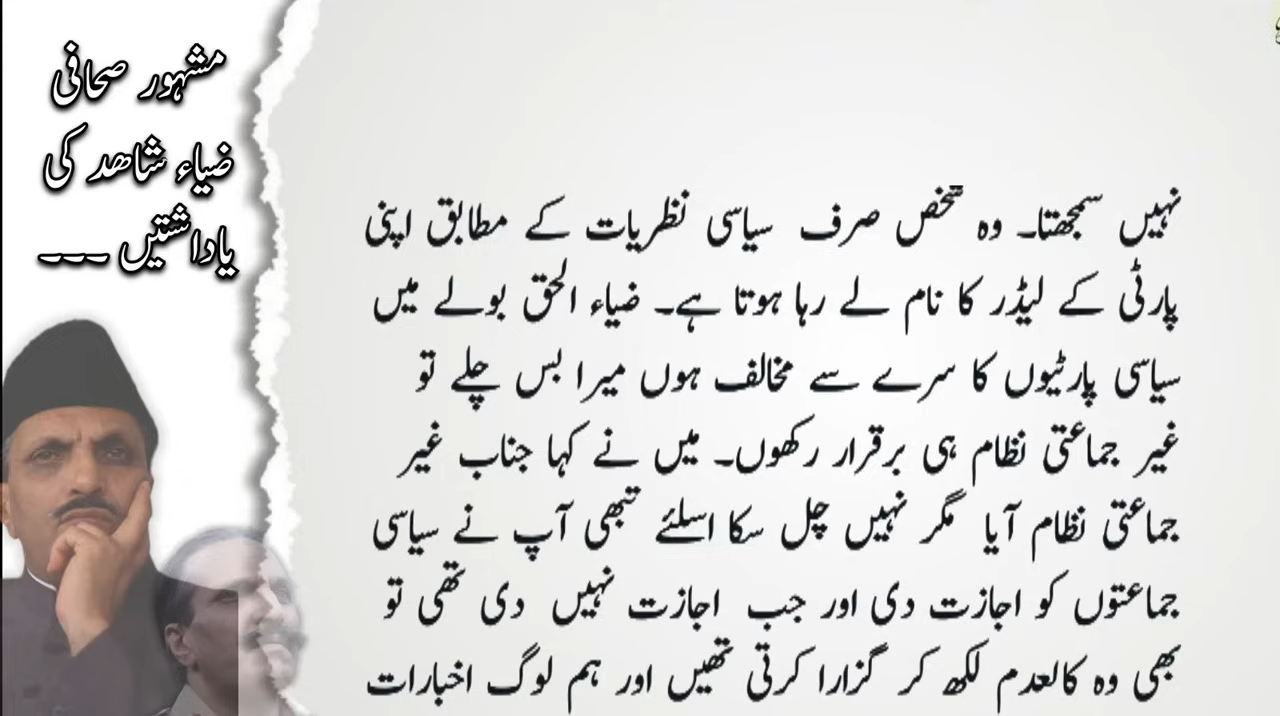 مشہور صحافی
ضیاء شاھد کی
یاداشتیں ---
نہیں سمجھتا۔ وہ شخص صرف سیاسی نظریات کے مطابق اپنی
پارٹی کے لیڈر کا نام لے رہا ہوتا ہے۔ ضیاء الحق بولے میں
سیاسی پارٹیوں کا سرے سے مخالف ہوں میرا بس چلے تو
غیر جماعتی نظام ہی برقرار رکھوں۔ میں نے کہا جناب غیر
جماعتی نظام آیا مگر نہیں چل سکا اسلئے تبھی آپ نے سیاسی
جماعتوں کو اجازت دی اور جب اجازت نہیں دی تھی تو
بھی وہ کالعدم لکھ کر گزارا کرتی تھیں اور ہم لوگ اخبارات